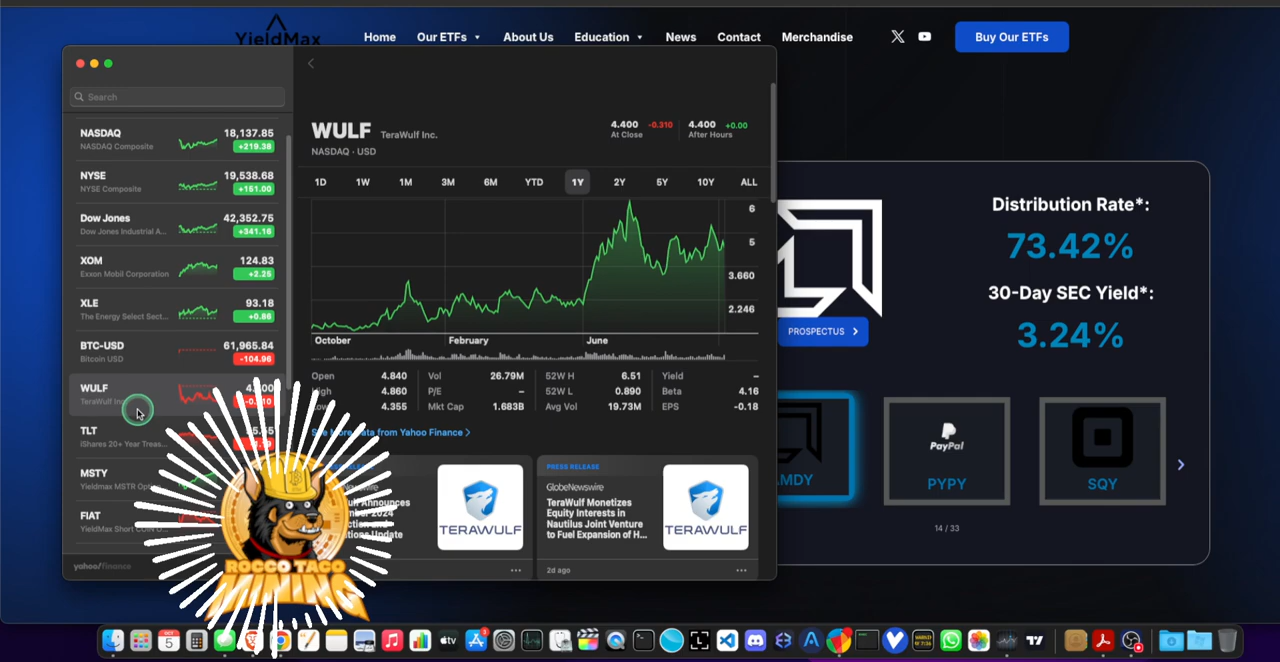 YieldMax
Home Our ETFs About Us Education News Contact Merchandise Buy Our ETFs
Search
NASDAQ 18,137.85
NASDAQ Composite +219.38
NYSE 19,538.68
NYSE Composite +151.00
Dow Jones 42,352.75
Dow Jones Industrial A... +341.16
XOM 124.83
Exxon Mobil Corporation +2.25
XLE 93.18
The Energy Select Sect... +0.86
BTC-USD 61,965.84
Bitcoin USD -104.96
WULF
TeraWulf Inc.
TLT
iShares 20+ Year Treas...
MSTY
Yieldmax MSTR Optio
FIAT
YieldMax Short COIN
yahoo/finance
WULF TeraWulf Inc.
NASDAQ · USD
4.400 -0.310 4.400 +0.00
At Close After Hours
1D 1W 1M 3M 6M YTD 1Y 2Y 5Y 10Y ALL
6
5
3.660
2.246
October February June
Open 4.840 Vol 26.79M 52W H 6.51 Yield –
High 4.860 P/E – 52W L 0.890 Beta 4.16
4.355 Mkt Cap 1.683B Avg Vol 19.73M EPS -0.18
See More Data from Yahoo Finance >
GlobeNewswire
Announces
2024
Update
TERAWULF
PRESS RELEASE
GlobeNewswire
TeraWulf Monetizes
Equity Interests in
Nautilus Joint Venture
to Fuel Expansion of H...
2d ago
TERAWULF
Distribution Rate*:
73.42%
30-Day SEC Yield*:
3.24%
PROSPECTUS
PayPal
PYPY
SQY
14 / 33
ROCCO TACO
MINING
OCT
5
tv